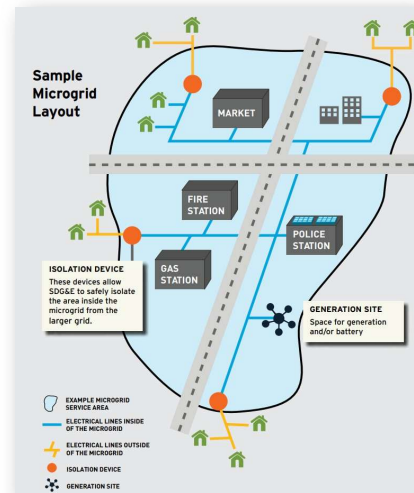 Sample
Microgrid
Layout
MARKET
FIRE
STATION
POLICE
STATION
GAS
STATION
ISOLATION DEVICE
These devices allow
SDG&E to safely isolate
the area inside the
microgrid from the
larger grid.
GENERATION SITE
Space for generation
and/or battery
EXAMPLE MICROGRID
SERVICE AREA
ELECTRICAL LINES INSIDE
OF THE MICROGRID
ELECTRICAL LINES OUTSIDE
OF THE MICROGRID
ISOLATION DEVICE
GENERATION SITE